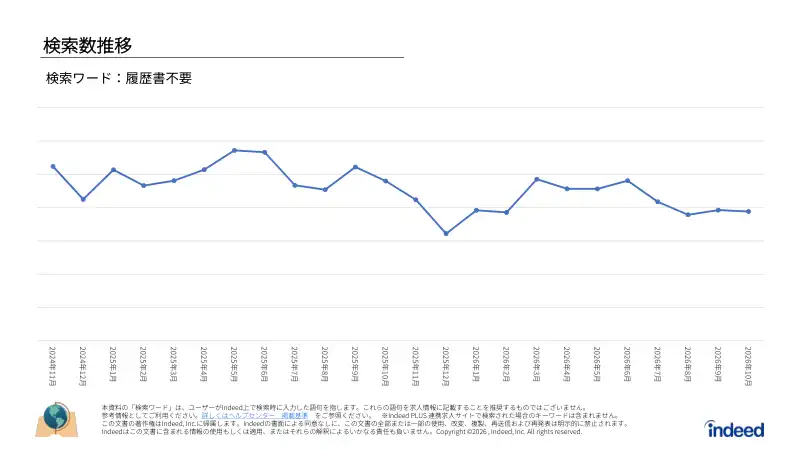 検索数推移
検索ワード：履歴書不要
2024年11月
2024年12月
2025年1月
2025年2月
2025年3月
2025年4月
2025年5月
2025年6月
2025年7月
2025年8月
2025年9月
2025年10月
2025年11月
2025年12月
2026年1月
2026年2月
2026年3月
2026年4月
2026年5月
2026年6月
2026年7月
2026年8月
2026年9月
2026年10月
本資料の「検索ワード」は、ユーザーがIndeed上で検索時に入力した語句を指します。これらの語句を求人情報に記載することを推奨するものではございません。
参考情報としてご利用ください。詳しくはヘルプセンター　掲載基準　をご参照ください。　※Indeed PLUS 連携求人サイトで検索された場合のキーワードは含まれません。
この文書の著作権はIndeed, Inc.に帰属します。Indeedの書面による同意なしに、この文書の全部または一部の使用、改変、複製、再送信および再発表は明示的に禁止されます。
Indeedはこの文書に含まれる情報の使用もしくは適用、またはそれらの解釈によるいかなる責任も負いません。Copyright ©2026 , Indeed, Inc. All rights reserved.
indeed